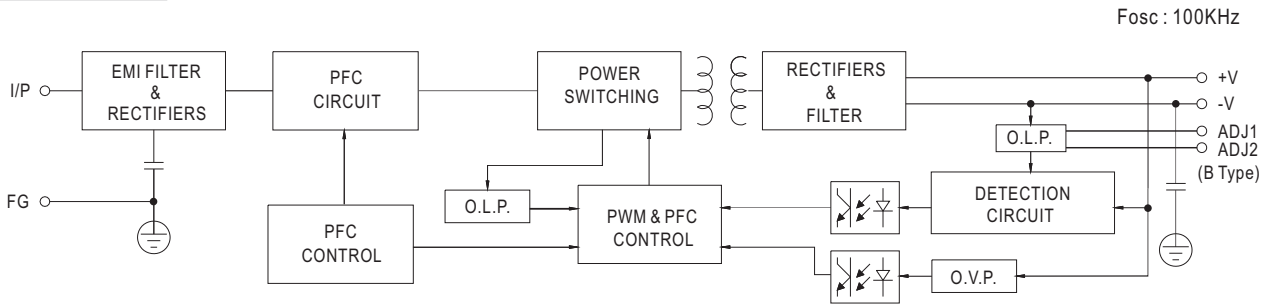 Fosc : 100KHz
I/P
EMI FILTER
&
RECTIFIERS
PFC
CIRCUIT
POWER
SWITCHING
RECTIFIERS
&
FILTER
+V
-V
O.L.P.
ADJ1
ADJ2
(B Type)
FG
PFC
CONTROL
O.L.P.
PWM & PFC
CONTROL
DETECTION
CIRCUIT
O.V.P.